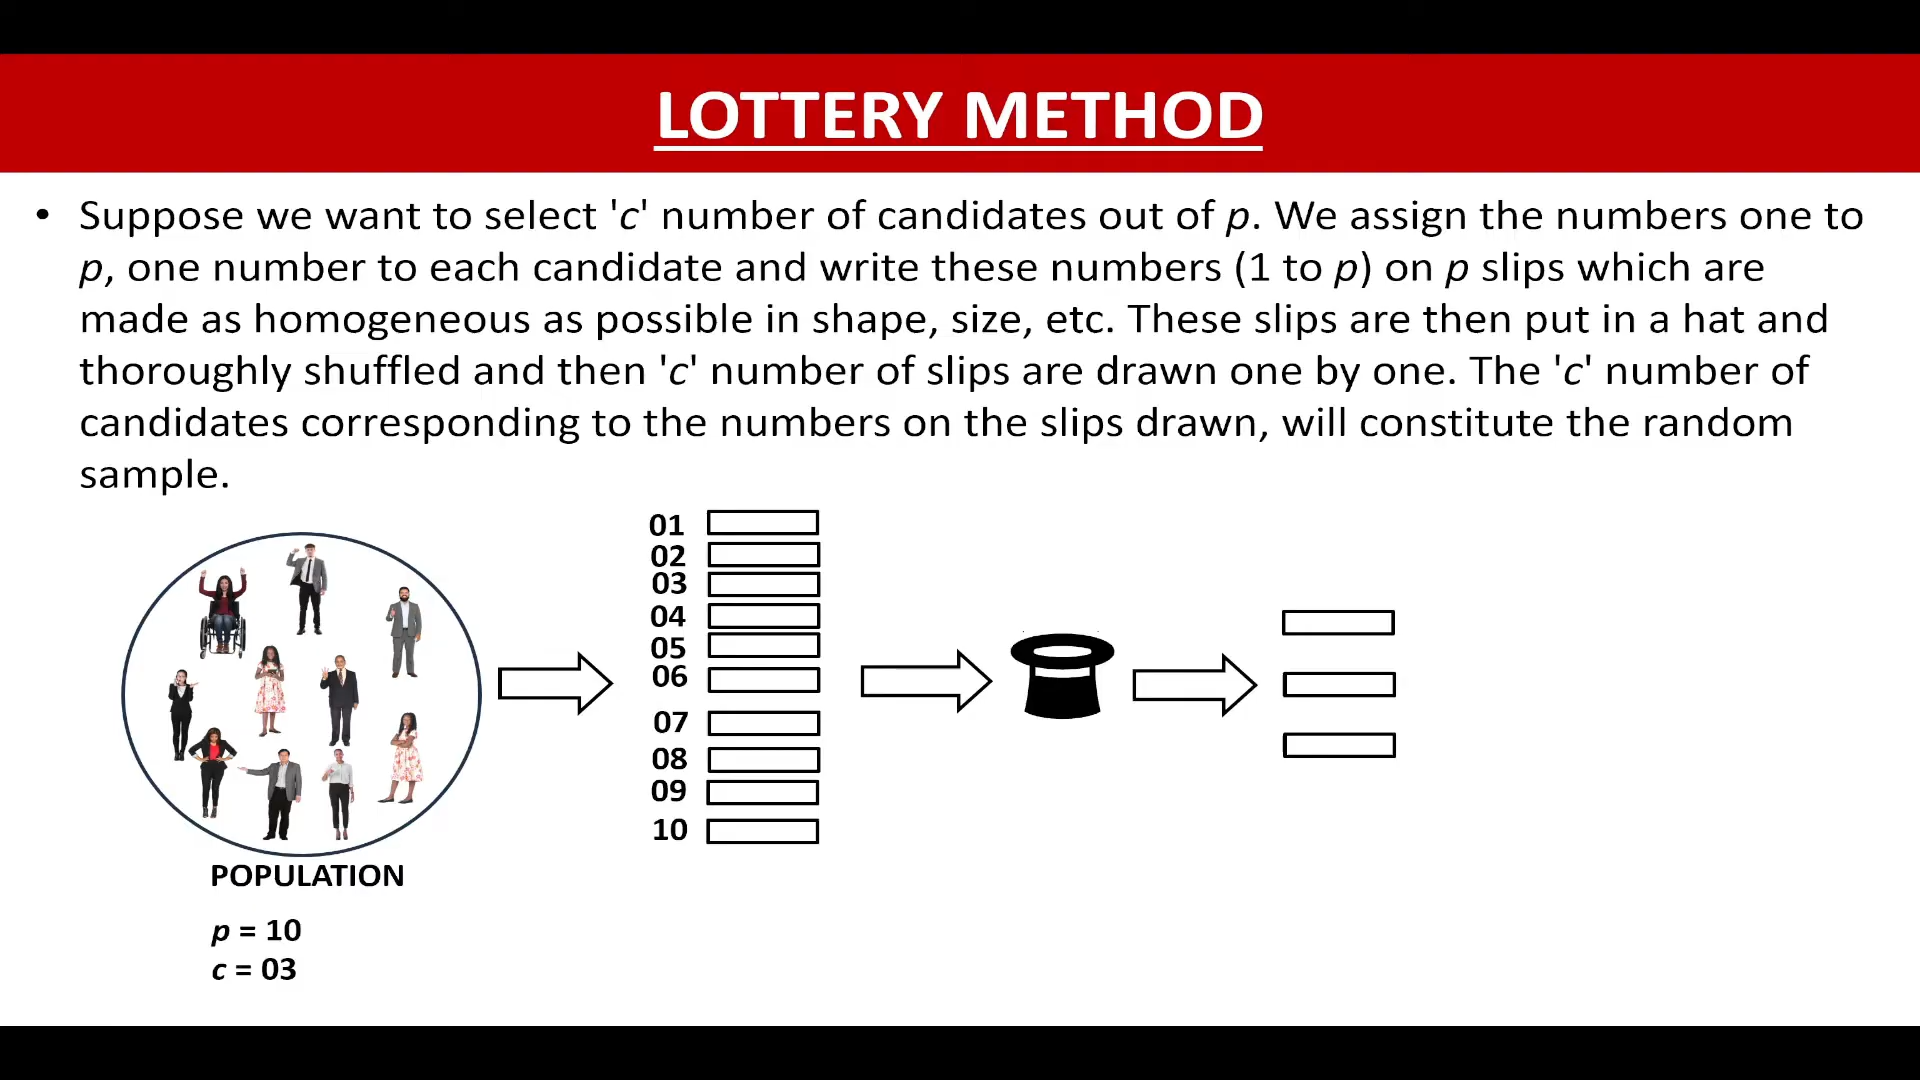 LOTTERY METHOD
• Suppose we want to select 'c' number of candidates out of p. We assign the numbers one to
p, one number to each candidate and write these numbers (1 to p) on p slips which are
made as homogeneous as possible in shape, size, etc. These slips are then put in a hat and
thoroughly shuffled and then 'c' number of slips are drawn one by one. The 'c' number of
candidates corresponding to the numbers on the slips drawn, will constitute the random
sample.
01
02
03
04
05
06
07
08
09
10
POPULATION
p = 10
c = 03